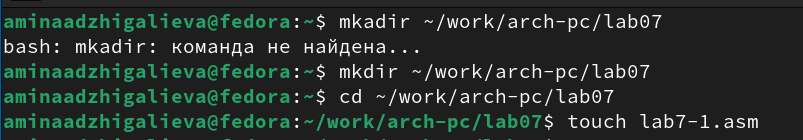 aminaadzhigalieva@fedora:~$ mkadir ~/work/arch-pc/lab07
bash: mkadir: команда не найдена...
aminaadzhigalieva@fedora:~$ mkdir ~/work/arch-pc/lab07
aminaadzhigalieva@fedora:~$ cd ~/work/arch-pc/lab07
aminaadzhigalieva@fedora:~/work/arch-pc/lab07$ touch lab7-1.asm